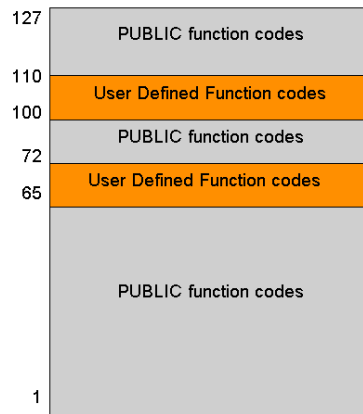 127
PUBLIC function codes
110
User Defined Function codes
100
PUBLIC function codes
72
User Defined Function codes
65
PUBLIC function codes
1